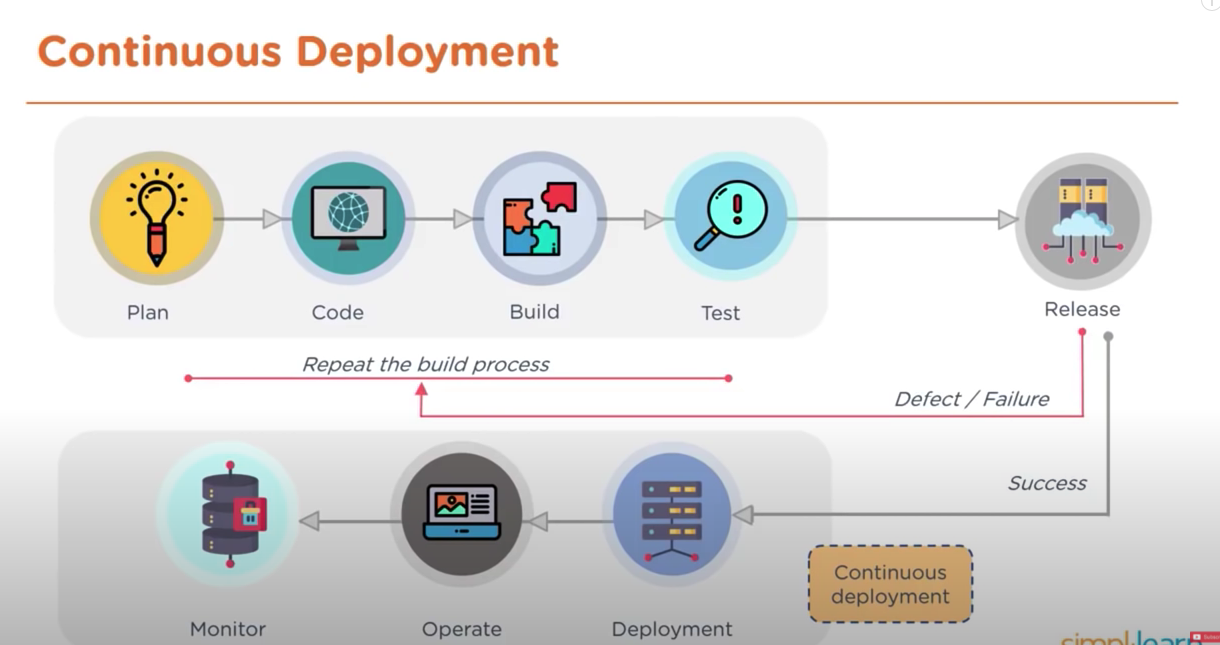 Continuous Deployment
Plan
Code
Build
Test
Release
Repeat the build process
Defect / Failure
Success
Continuous
deployment
Monitor
Operate
Deployment
simplilearn